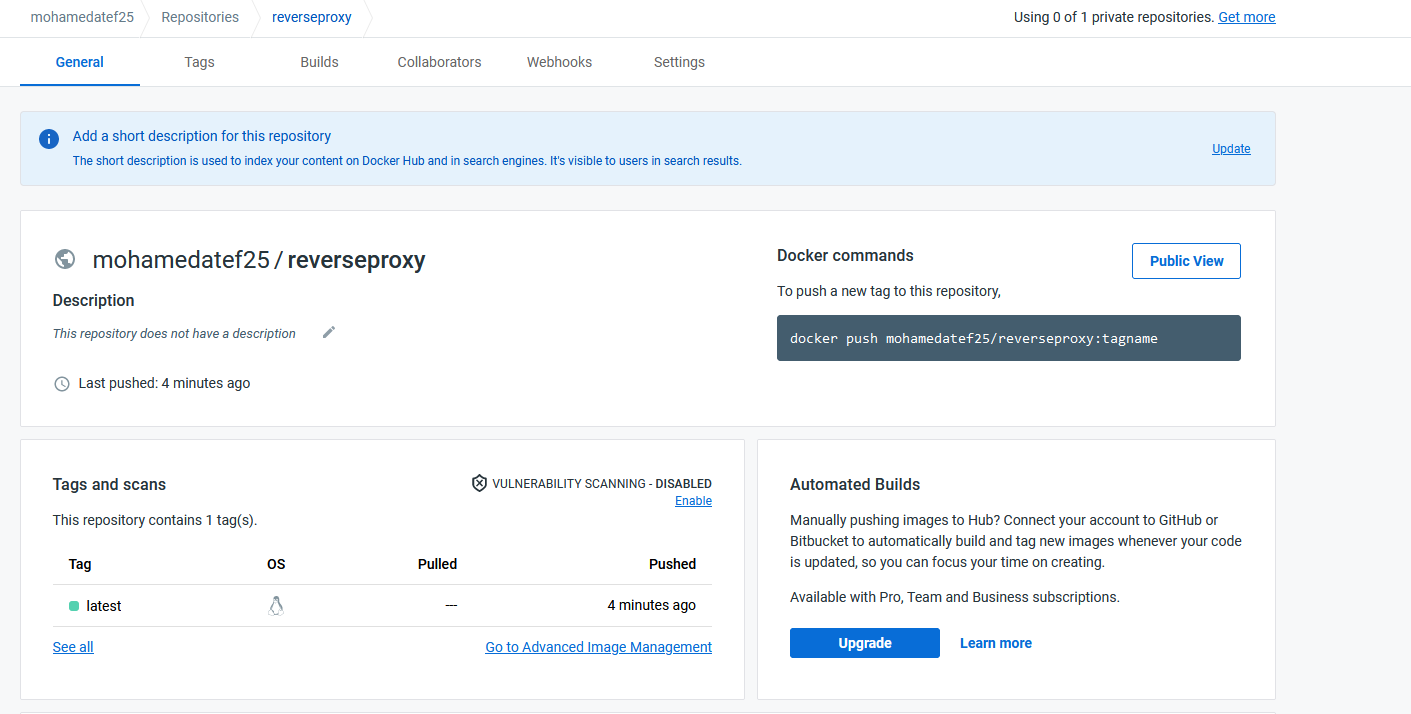 mohamedatef25 Repositories reverseproxy Using 0 of 1 private repositories. Get more
General Tags Builds Collaborators Webhooks Settings
Add a short description for this repository
The short description is used to index your content on Docker Hub and in search engines. It's visible to users in search results.
Update
mohamedatef25 / reverseproxy
Description
This repository does not have a description
Last pushed: 4 minutes ago
Docker commands
Public View
To push a new tag to this repository,
docker push mohamedatef25/reverseproxy:tagname
Tags and scans
VULNERABILITY SCANNING - DISABLED
Enable
This repository contains 1 tag(s).
Tag OS Pulled Pushed
latest --- 4 minutes ago
See all Go to Advanced Image Management
Automated Builds
Manually pushing images to Hub? Connect your account to GitHub or
Bitbucket to automatically build and tag new images whenever your code
is updated, so you can focus your time on creating.
Available with Pro, Team and Business subscriptions.
Upgrade Learn more